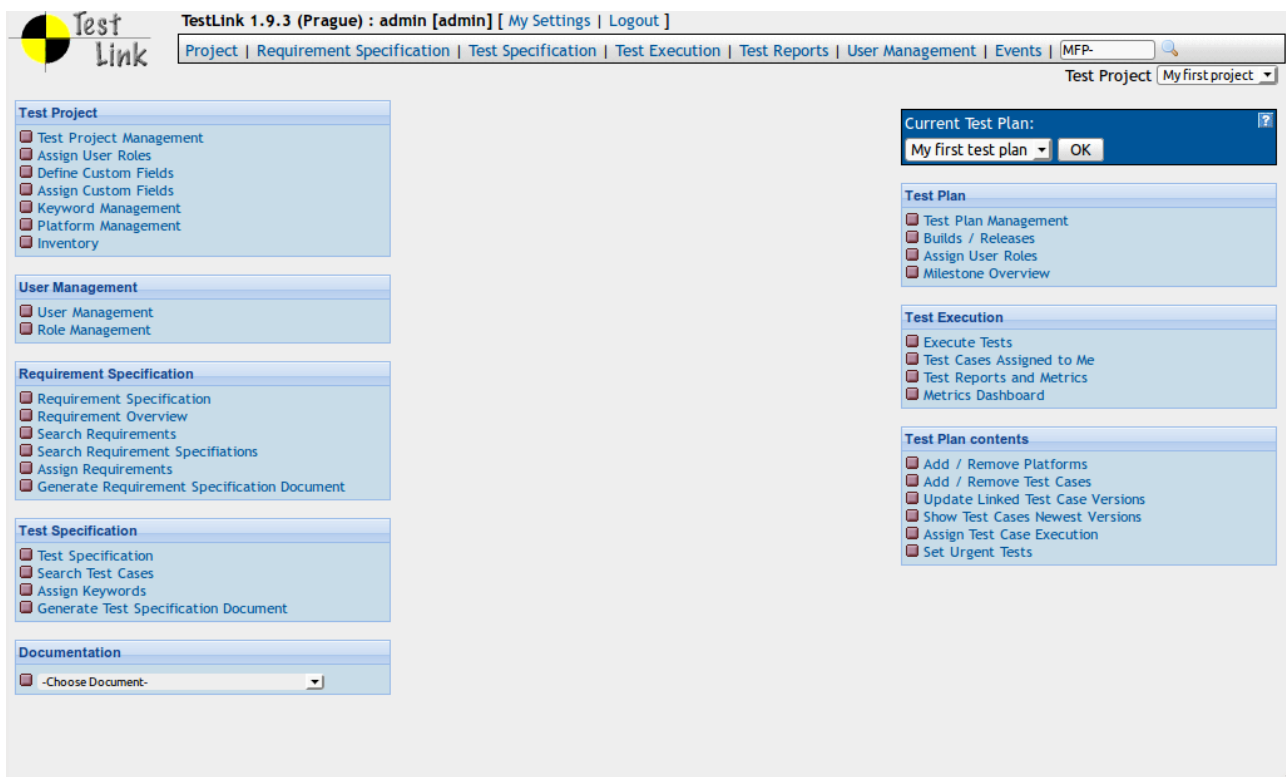 Test
Link
TestLink 1.9.3 (Prague) : admin [admin] [ My Settings | Logout ]
Project | Requirement Specification | Test Specification | Test Execution | Test Reports | User Management | Events | MFP-
Test Project My first project
Test Project
Test Project Management
Assign User Roles
Define Custom Fields
Assign Custom Fields
Keyword Management
Platform Management
Inventory
User Management
User Management
Role Management
Requirement Specification
Requirement Specification
Requirement Overview
Search Requirements
Search Requirement Specifiations
Assign Requirements
Generate Requirement Specification Document
Test Specification
Test Specification
Search Test Cases
Assign Keywords
Generate Test Specification Document
Documentation
-Choose Document-
Current Test Plan: ?
My first test plan OK
Test Plan
Test Plan Management
Builds / Releases
Assign User Roles
Milestone Overview
Test Execution
Execute Tests
Test Cases Assigned to Me
Test Reports and Metrics
Metrics Dashboard
Test Plan contents
Add / Remove Platforms
Add / Remove Test Cases
Update Linked Test Case Versions
Show Test Cases Newest Versions
Assign Test Case Execution
Set Urgent Tests